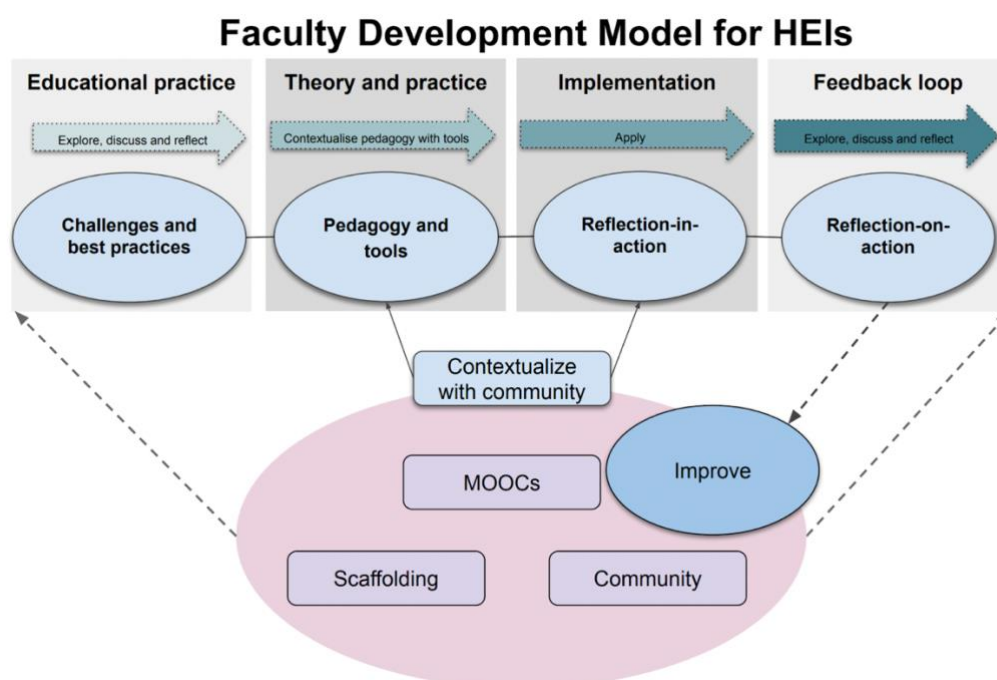 Faculty Development Model for HEIs
Educational practice
Theory and practice
Implementation
Feedback loop
Explore, discuss and reflect
Contextualise pedagogy with tools
Apply
Explore, discuss and reflect
Challenges and
best practices
Pedagogy and
tools
Reflection-in-
action
Reflection-on-
action
Contextualize
with community
MOOCs
Improve
Scaffolding
Community